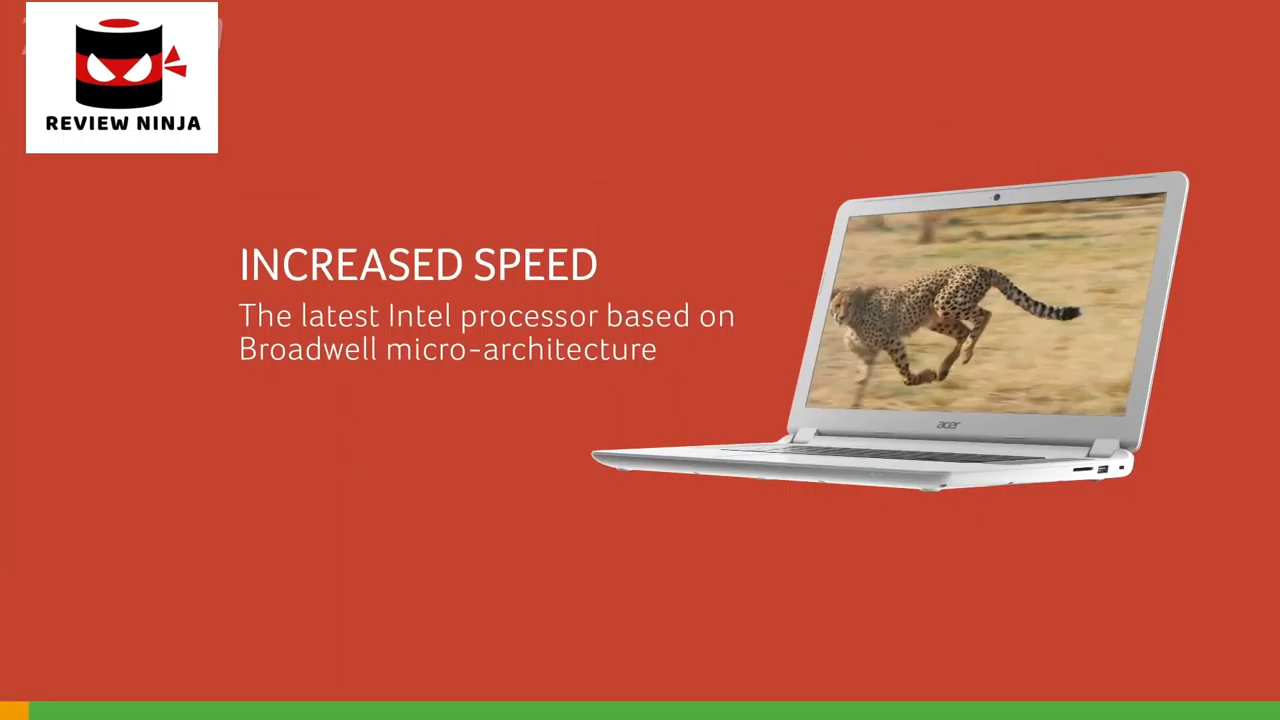 REVIEW NINJA
INCREASED SPEED
The latest Intel processor based on
Broadwell micro-architecture
acer